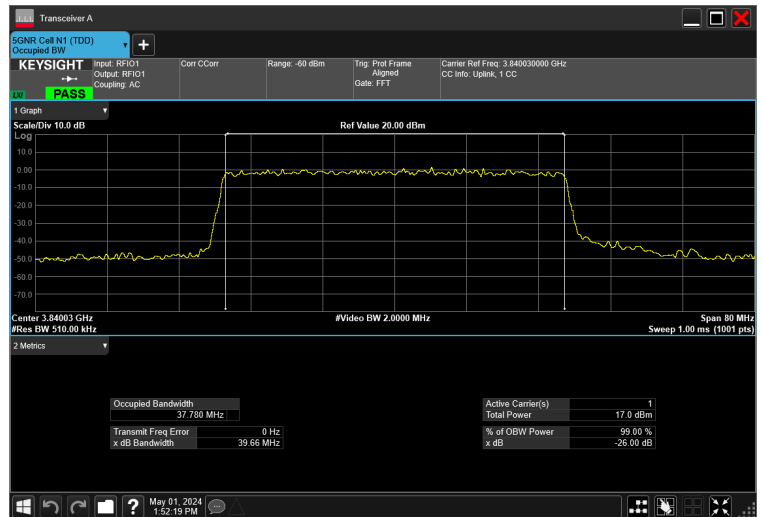 Transceiver A
5GNR Cell N1 (TDD)
Occupied BW
KEYSIGHT
LXI
PASS
Input: RFIO1
Output: RFIO1
Coupling: AC
Corr CCorr
Range: -60 dBm
Trig: Prot Frame
Aligned
Gate: FFT
Carrier Ref Freq: 3.840030000 GHz
CC Info: Uplink, 1 CC
1 Graph
Scale/Div 10.0 dB
Ref Value 20.00 dBm
Log
10.0
0.00
-10.0
-20.0
-30.0
-40.0
-50.0
-60.0
-70.0
Center 3.84003 GHz
#Video BW 2.0000 MHz
Span 80 MHz
#Res BW 510.00 kHz
Sweep 1.00 ms (1001 pts)
2 Metrics
Occupied Bandwidth
37.780 MHz
Transmit Freq Error 0 Hz
x dB Bandwidth 39.66 MHz
Active Carrier(s) 1
Total Power 17.0 dBm
% of OBW Power 99.00 %
x dB -26.00 dB
May 01, 2024
1:52:19 PM